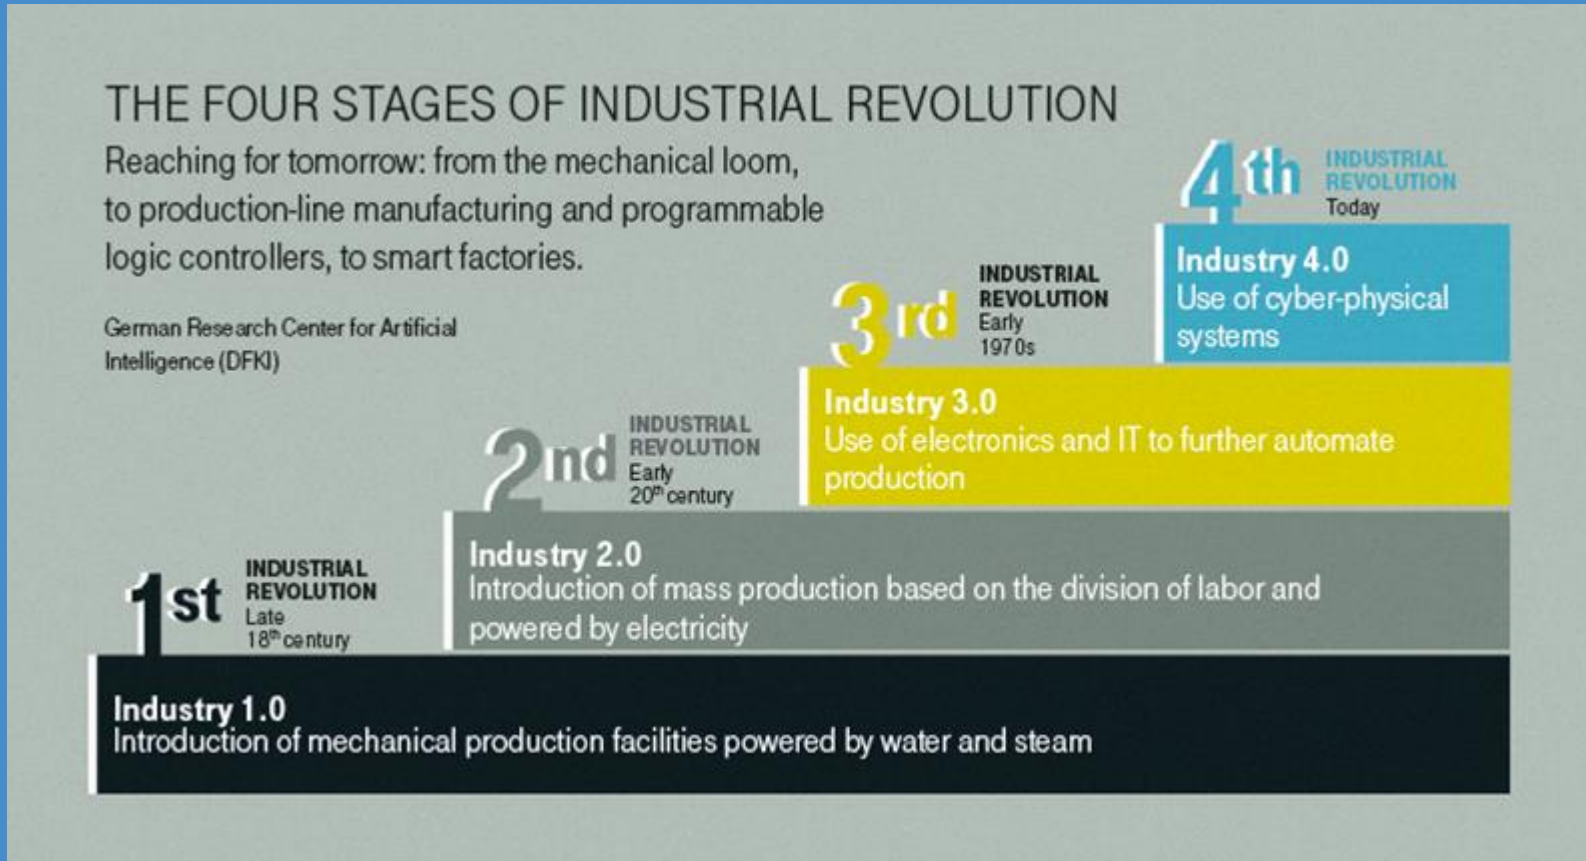 THE FOUR STAGES OF INDUSTRIAL REVOLUTION
Reaching for tomorrow: from the mechanical loom,
to production-line manufacturing and programmable
logic controllers, to smart factories.
German Research Center for Artificial
Intelligence (DFKI)
4th
INDUSTRIAL
REVOLUTION
Today
Industry 4.0
Use of cyber-physical
systems
3rd
INDUSTRIAL
REVOLUTION
Early
1970s
Industry 3.0
Use of electronics and IT to further automate
production
2nd
INDUSTRIAL
REVOLUTION
Early
20th century
Industry 2.0
Introduction of mass production based on the division of labor and
powered by electricity
1st
INDUSTRIAL
REVOLUTION
Late
18th century
Industry 1.0
Introduction of mechanical production facilities powered by water and steam